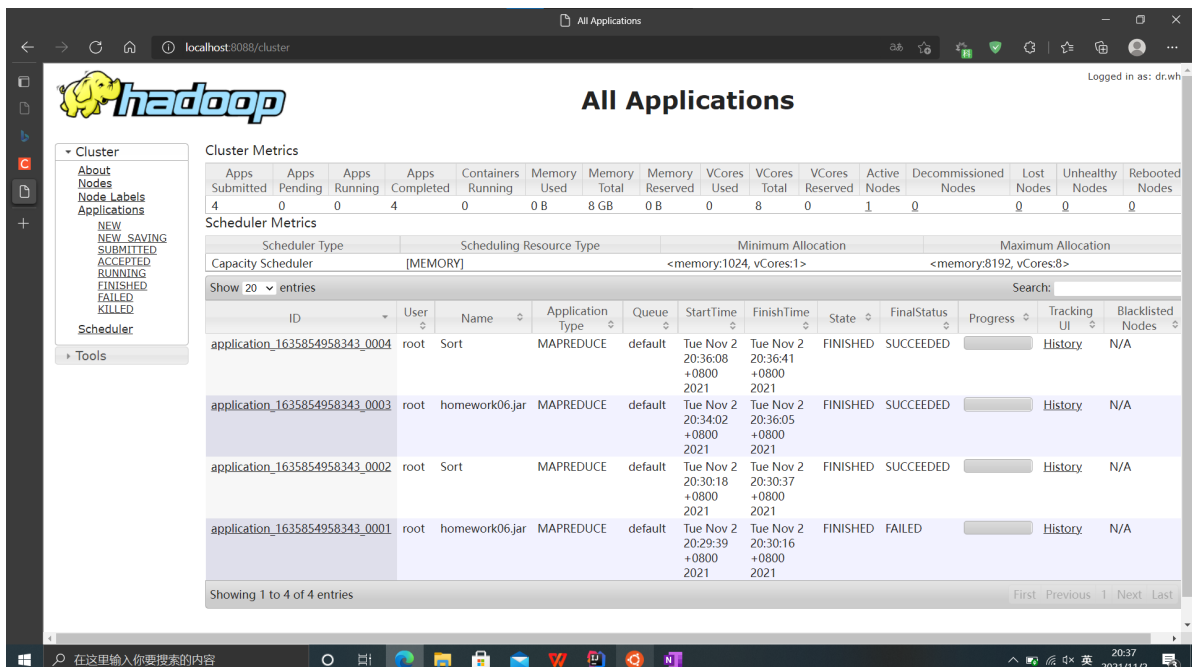 All Applications
localhost:8088/cluster
Logged in as: dr.wh
hadoop
All Applications
Cluster
About
Nodes
Node Labels
Applications
NEW
NEW_SAVING
SUBMITTED
ACCEPTED
RUNNING
FINISHED
FAILED
KILLED
Scheduler
Tools
Cluster Metrics
Apps Submitted Apps Pending Apps Running Apps Completed Containers Running Memory Used Memory Total Memory Reserved VCores Used VCores Total VCores Reserved Active Nodes Decommissioned Nodes Lost Nodes Unhealthy Nodes Rebooted Nodes
4 0 0 4 0 0 B 8 GB 0 B 0 8 0 1 0 0 0 0
Scheduler Metrics
Scheduler Type Scheduling Resource Type Minimum Allocation Maximum Allocation
Capacity Scheduler [MEMORY] <memory:1024, vCores:1> <memory:8192, vCores:8>
Show 20 entries Search:
ID User Name Application Type Queue StartTime FinishTime State FinalStatus Progress Tracking UI Blacklisted Nodes
application_1635854958343_0004 root Sort MAPREDUCE default Tue Nov 2 20:36:08 +0800 2021 Tue Nov 2 20:36:41 +0800 2021 FINISHED SUCCEEDED History N/A
application_1635854958343_0003 root homework06.jar MAPREDUCE default Tue Nov 2 20:34:02 +0800 2021 Tue Nov 2 20:36:05 +0800 2021 FINISHED SUCCEEDED History N/A
application_1635854958343_0002 root Sort MAPREDUCE default Tue Nov 2 20:30:18 +0800 2021 Tue Nov 2 20:30:37 +0800 2021 FINISHED SUCCEEDED History N/A
application_1635854958343_0001 root homework06.jar MAPREDUCE default Tue Nov 2 20:29:39 +0800 2021 Tue Nov 2 20:30:16 +0800 2021 FINISHED FAILED History N/A
Showing 1 to 4 of 4 entries First Previous 1 Next Last
在这里输入你要搜索的内容
英
20:37